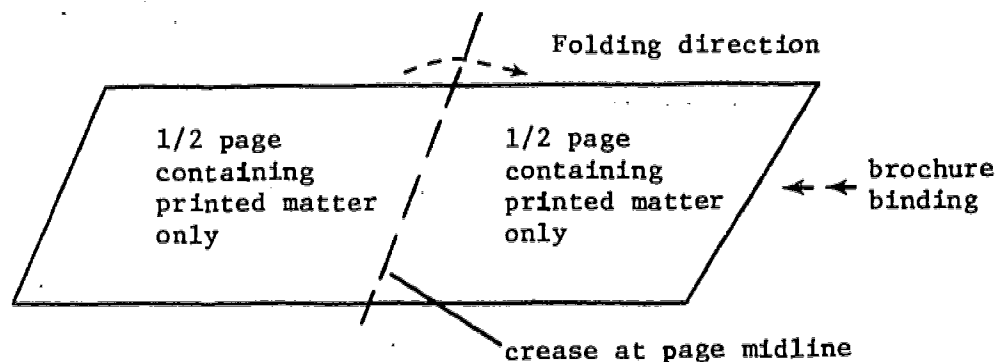 Folding direction
1/2 page
containing
printed matter
only
1/2 page
containing
printed matter
only
brochure
binding
crease at page midline